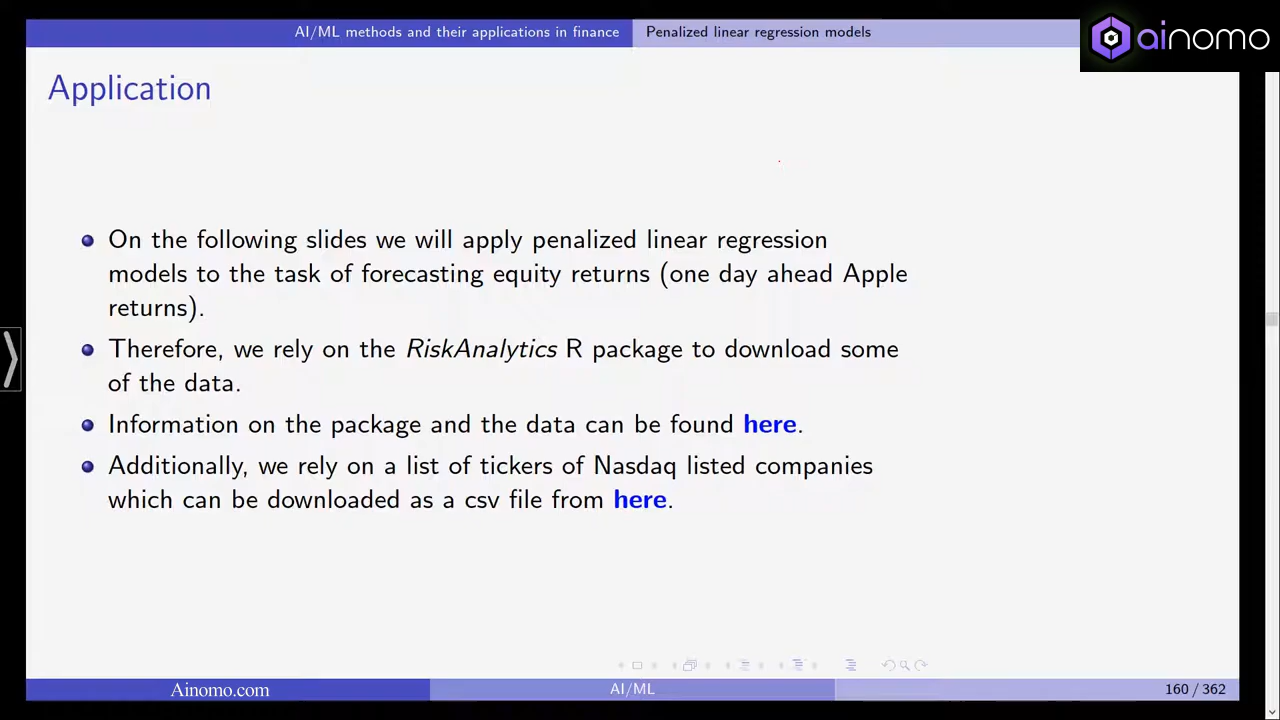 AI/ML methods and their applications in finance Penalized linear regression models
ainomo
Application
On the following slides we will apply penalized linear regression
models to the task of forecasting equity returns (one day ahead Apple
returns).
Therefore, we rely on the RiskAnalytics R package to download some
of the data.
Information on the package and the data can be found here.
Additionally, we rely on a list of tickers of Nasdaq listed companies
which can be downloaded as a csv file from here.
Ainomo.com AI/ML 160 / 362